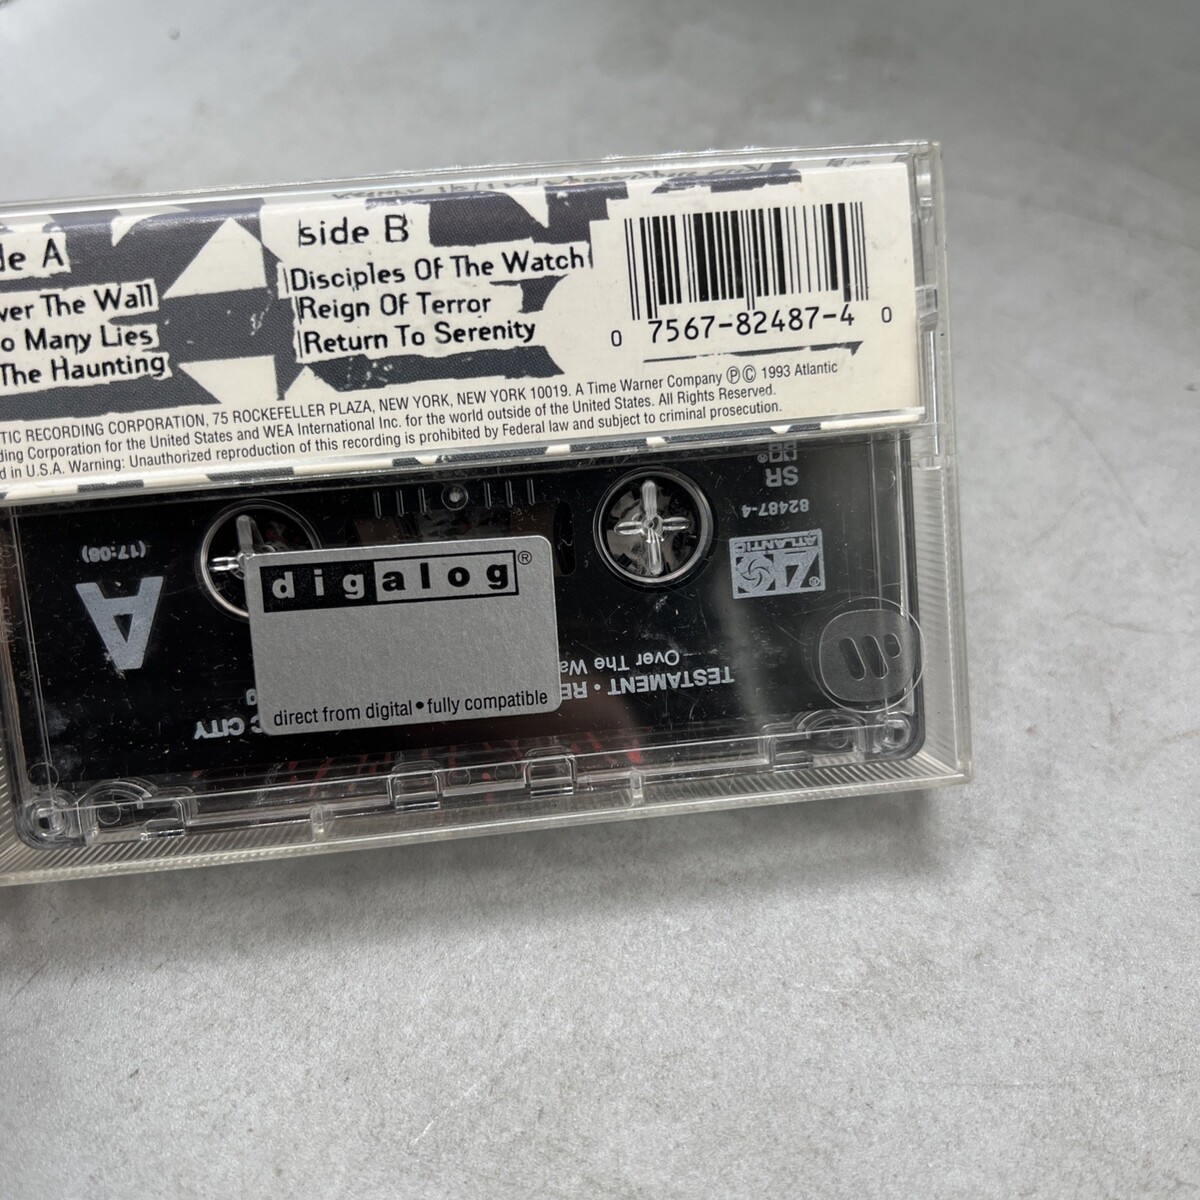 de A
ver The Wall
o Many Lies
The Haunting
side B
Disciples Of The Watch
Reign Of Terror
Return To Serenity
0 7567-82487-4 0
TIC RECORDING CORPORATION, 75 ROCKEFELLER PLAZA, NEW YORK, NEW YORK 10019. A Time Warner Company ℗© 1993 Atlantic
ding Corporation for the United States and WEA International Inc. for the world outside of the United States. All Rights Reserved.
d in U.S.A. Warning: Unauthorized reproduction of this recording is prohibited by Federal law and subject to criminal prosecution.
SR
82487-4
ATLANTIC®
A
(17:08)
digalog®
direct from digital • fully compatible
TESTAMENT • RE
Over The Wa
C CITY